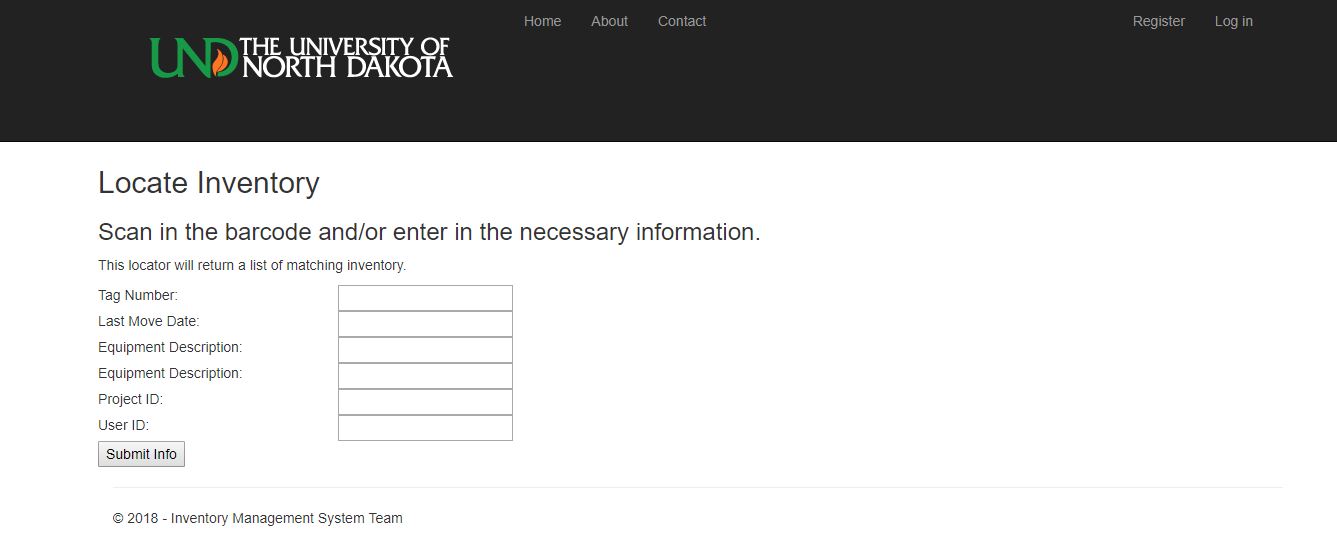 Home About Contact Register Log in
UND THE UNIVERSITY OF
NORTH DAKOTA
Locate Inventory
Scan in the barcode and/or enter in the necessary information.
This locator will return a list of matching inventory.
Tag Number:
Last Move Date:
Equipment Description:
Equipment Description:
Project ID:
User ID:
Submit Info
© 2018 - Inventory Management System Team